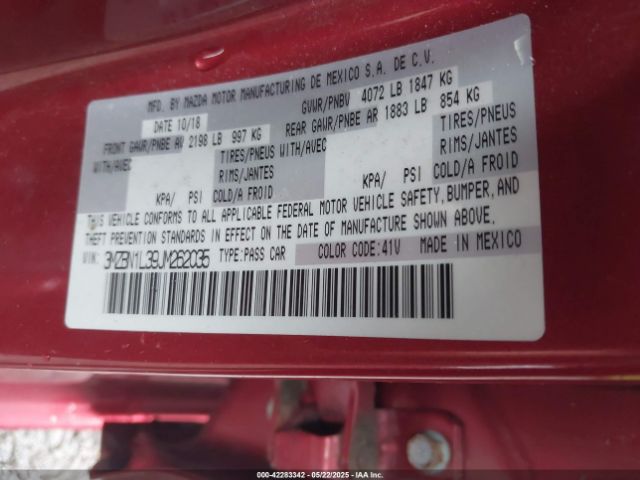 MFD. BY MAZDA MOTOR MANUFACTURING DE MEXICO S.A. DE C.V.
DATE 10/18 GVWR/PNBV 4072 LB 1847 KG
FRONT GAWR/PNBE AV 2198 LB 997 KG REAR GAWR/PNBE AR 1883 LB 854 KG
WITH/AVEC TIRES/PNEUS WITH/AVEC TIRES/PNEUS
RIMS/JANTES RIMS/JANTES
KPA/ PSI COLD/A FROID KPA/ PSI COLD/A FROID
THIS VEHICLE CONFORMS TO ALL APPLICABLE FEDERAL MOTOR VEHICLE SAFETY, BUMPER, AND
THEFT PREVENTION STANDARDS IN EFFECT ON THE DATE OF MANUFACTURE SHOWN ABOVE.
VIN: 3MZBN1L39JM262035 TYPE:PASS CAR COLOR CODE:41V MADE IN MEXICO
000-42283342 - 05/22/2025 - IAAI, Inc.